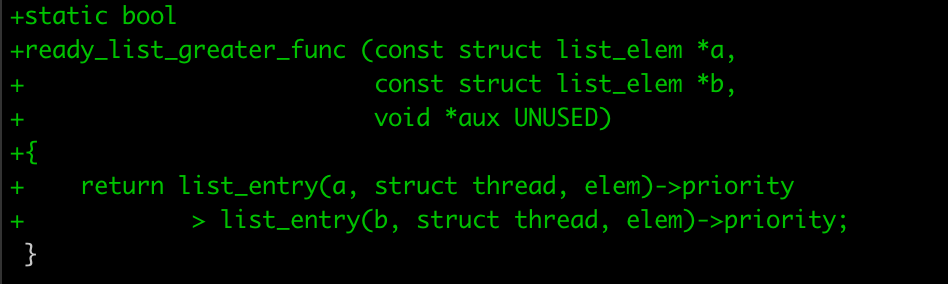 +static bool
+ready_list_greater_func (const struct list_elem *a,
+                         const struct list_elem *b,
+                         void *aux UNUSED)
+{
+    return list_entry(a, struct thread, elem)->priority
+            > list_entry(b, struct thread, elem)->priority;
 }